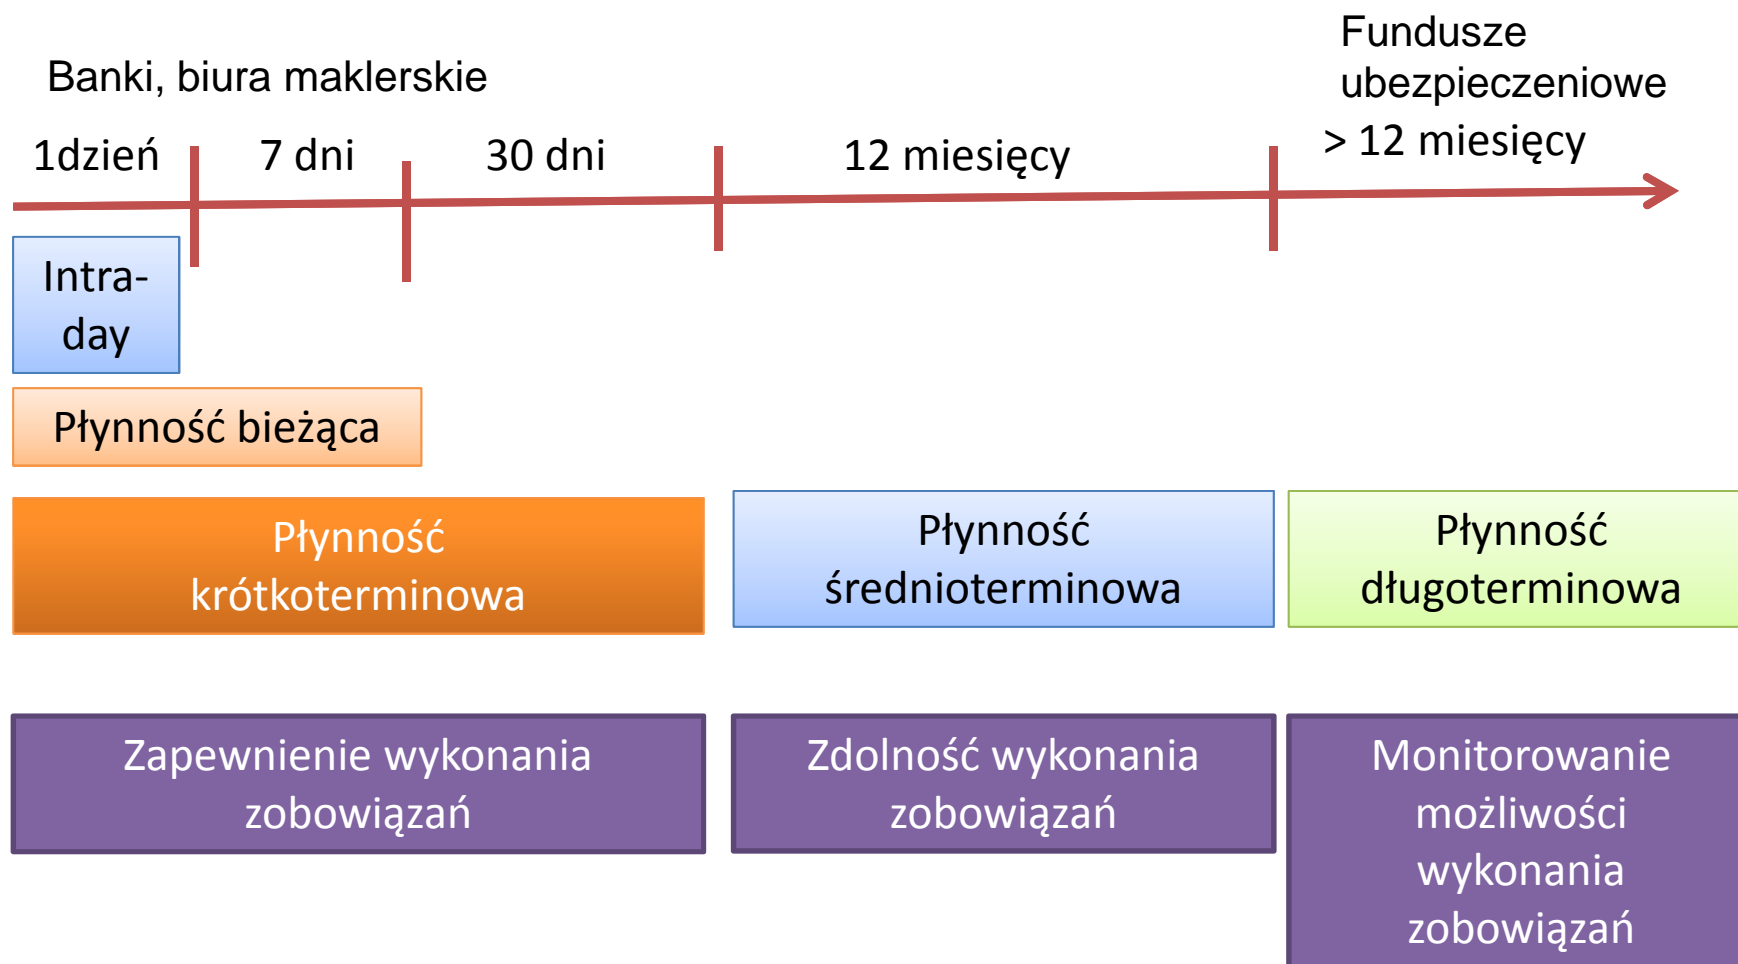 Fundusze
ubezpieczeniowe
Banki, biura maklerskie
1dzień 7 dni 30 dni 12 miesięcy > 12 miesięcy
Intra-
day
Płynność bieżąca
Płynność
krótkoterminowa
Płynność
średnioterminowa
Płynność
długoterminowa
Zapewnienie wykonania
zobowiązań
Zdolność wykonania
zobowiązań
Monitorowanie
możliwości
wykonania
zobowiązań